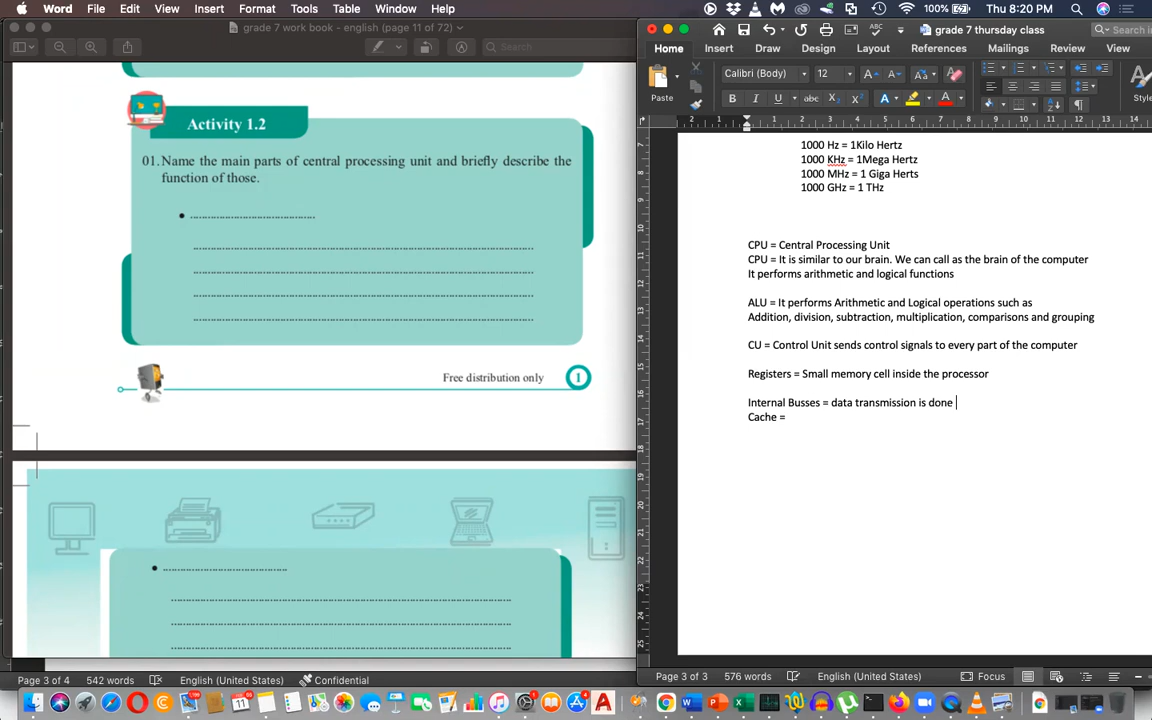 Word File Edit View Insert Format Tools Table Window Help 100% Thu 8:20 PM
grade 7 work book - english (page 11 of 72)
Search
Activity 1.2
01. Name the main parts of central processing unit and briefly describe the
function of those.
Free distribution only 1
Page 3 of 4 542 words English (United States) Confidential
grade 7 thursday class
Search in
Home Insert Draw Design Layout References Mailings Review View
Paste
Calibri (Body) 12
Style
1000 Hz = 1Kilo Hertz
1000 KHz = 1Mega Hertz
1000 MHz = 1 Giga Herts
1000 GHz = 1 THz
CPU = Central Processing Unit
CPU = It is similar to our brain. We can call as the brain of the computer
It performs arithmetic and logical functions
ALU = It performs Arithmetic and Logical operations such as
Addition, division, subtraction, multiplication, comparisons and grouping
CU = Control Unit sends control signals to every part of the computer
Registers = Small memory cell inside the processor
Internal Busses = data transmission is done
Cache =
Page 3 of 3 576 words English (United States) Focus